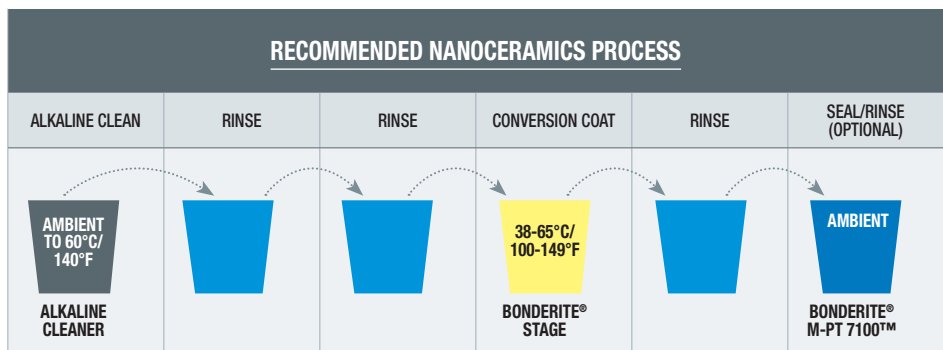 RECOMMENDED NANOCERAMICS PROCESS
ALKALINE CLEAN
RINSE
RINSE
CONVERSION COAT
RINSE
SEAL/RINSE
(OPTIONAL)
AMBIENT
TO 60°C/
140°F
38-65°C/
100-149°F
AMBIENT
ALKALINE
CLEANER
BONDERITE®
STAGE
BONDERITE®
M-PT 7100™